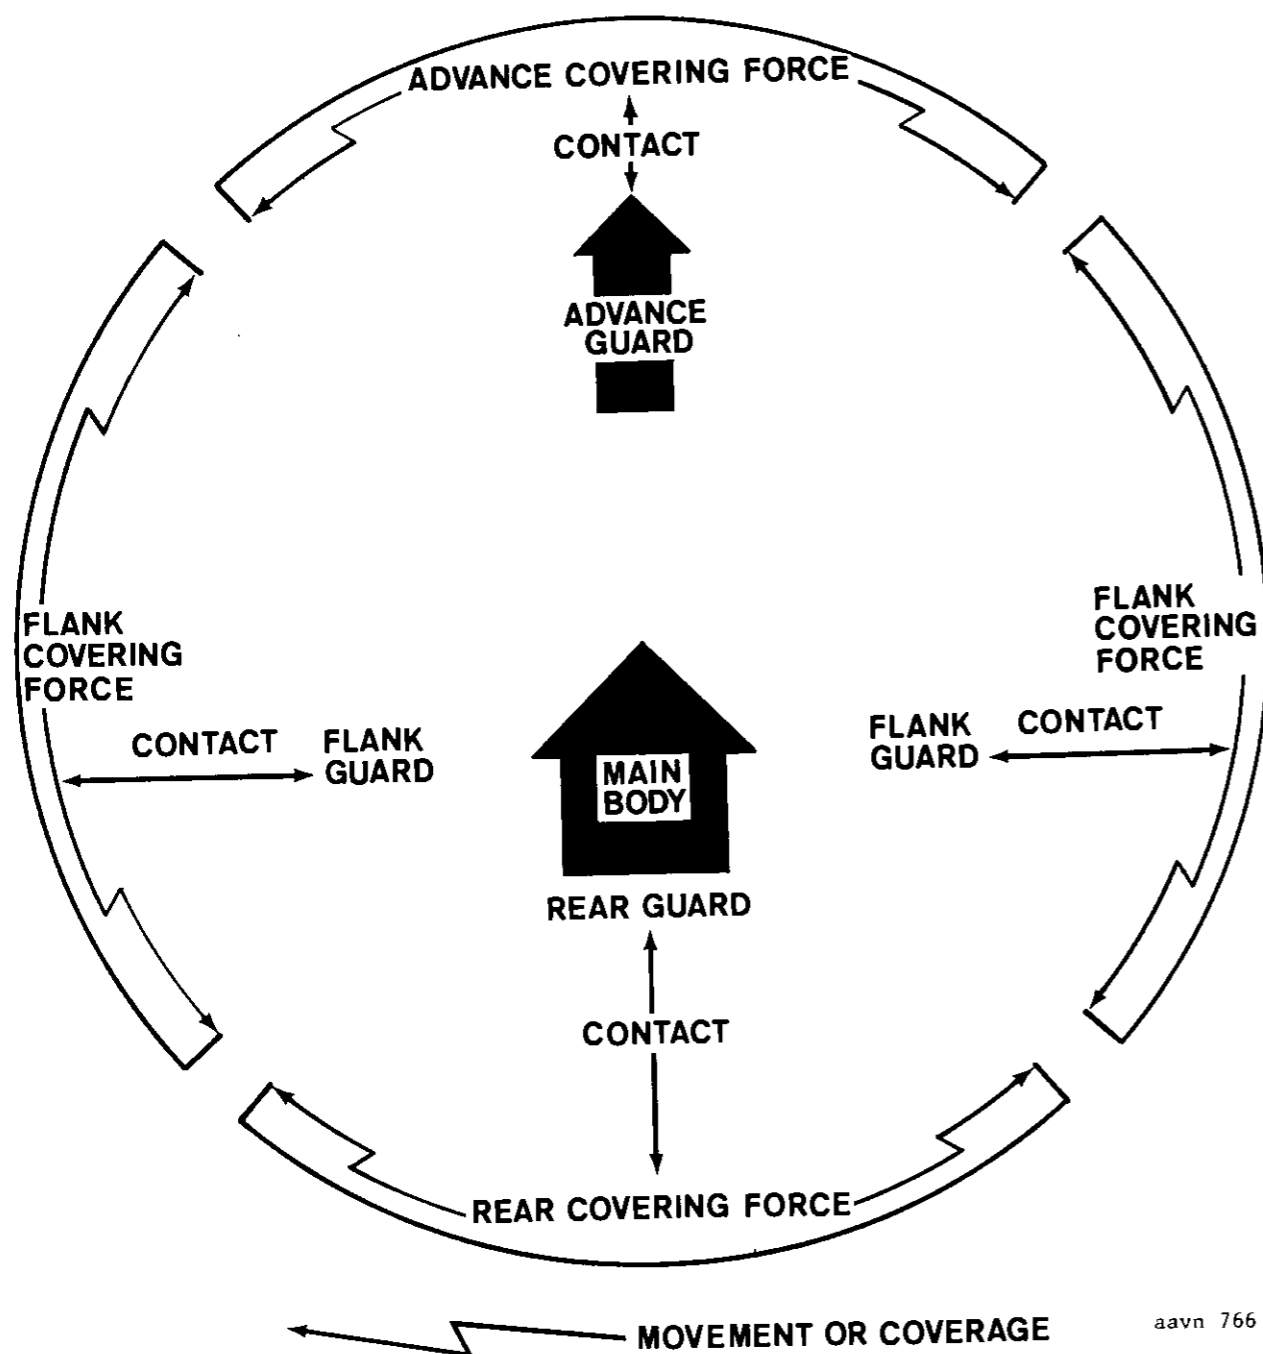 ADVANCE COVERING FORCE
CONTACT
ADVANCE
GUARD
FLANK
COVERING
FORCE
FLANK
COVERING
FORCE
CONTACT
FLANK
GUARD
MAIN
BODY
FLANK
GUARD
CONTACT
REAR GUARD
CONTACT
REAR COVERING FORCE
MOVEMENT OR COVERAGE
aavn 766